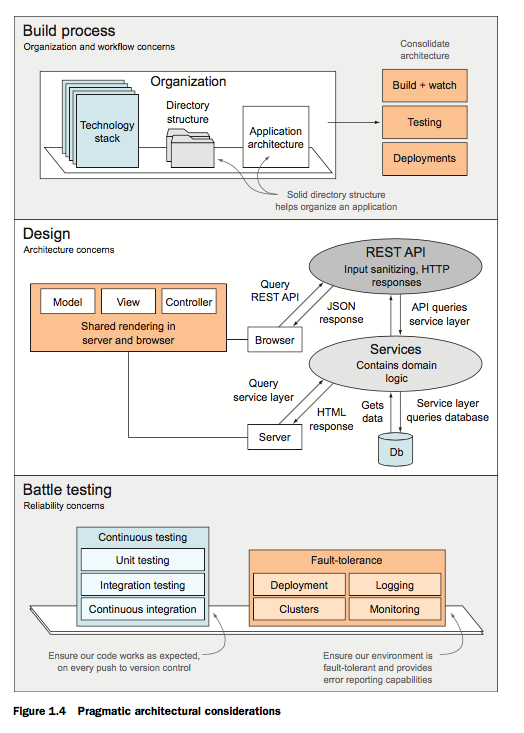 Build process
Organization and workflow concerns
Consolidate
architecture
Organization
Technology
stack
Directory
structure
Application
architecture
Build + watch
Testing
Deployments
Solid directory structure
helps organize an application
Design
Architecture concerns
REST API
Input sanitizing, HTTP
responses
Query
REST API
JSON
response
API queries
service layer
Model
View
Controller
Shared rendering in
server and browser
Browser
Services
Contains domain
logic
Query
service layer
HTML
response
Gets
data
Service layer
queries database
Server
Db
Battle testing
Reliability concerns
Continuous testing
Unit testing
Integration testing
Continuous integration
Fault-tolerance
Deployment
Logging
Clusters
Monitoring
Ensure our code works as expected,
on every push to version control
Ensure our environment is
fault-tolerant and provides
error reporting capabilities
Figure 1.4 Pragmatic architectural considerations